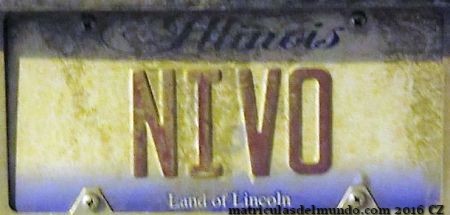 Illinois
NIVO
Land of Lincoln
matriculasdelmundo.com 2016 CZ